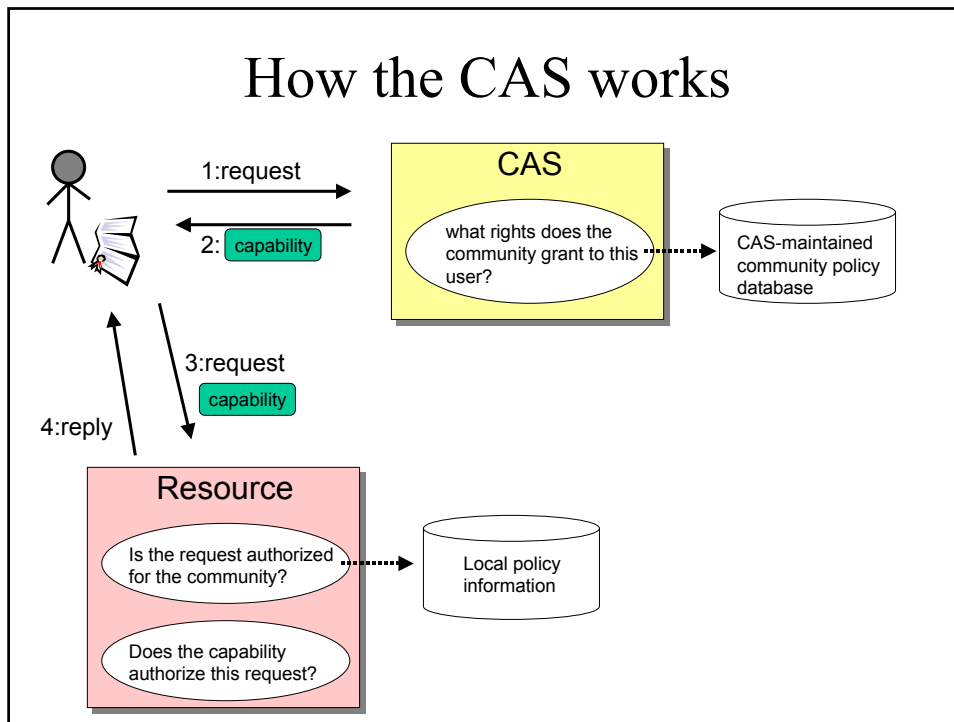 How the CAS works
1:request
2: capability
CAS
what rights does the
community grant to this
user?
CAS-maintained
community policy
database
3:request
capability
4:reply
Resource
Is the request authorized
for the community?
Does the capability
authorize this request?
Local policy
information